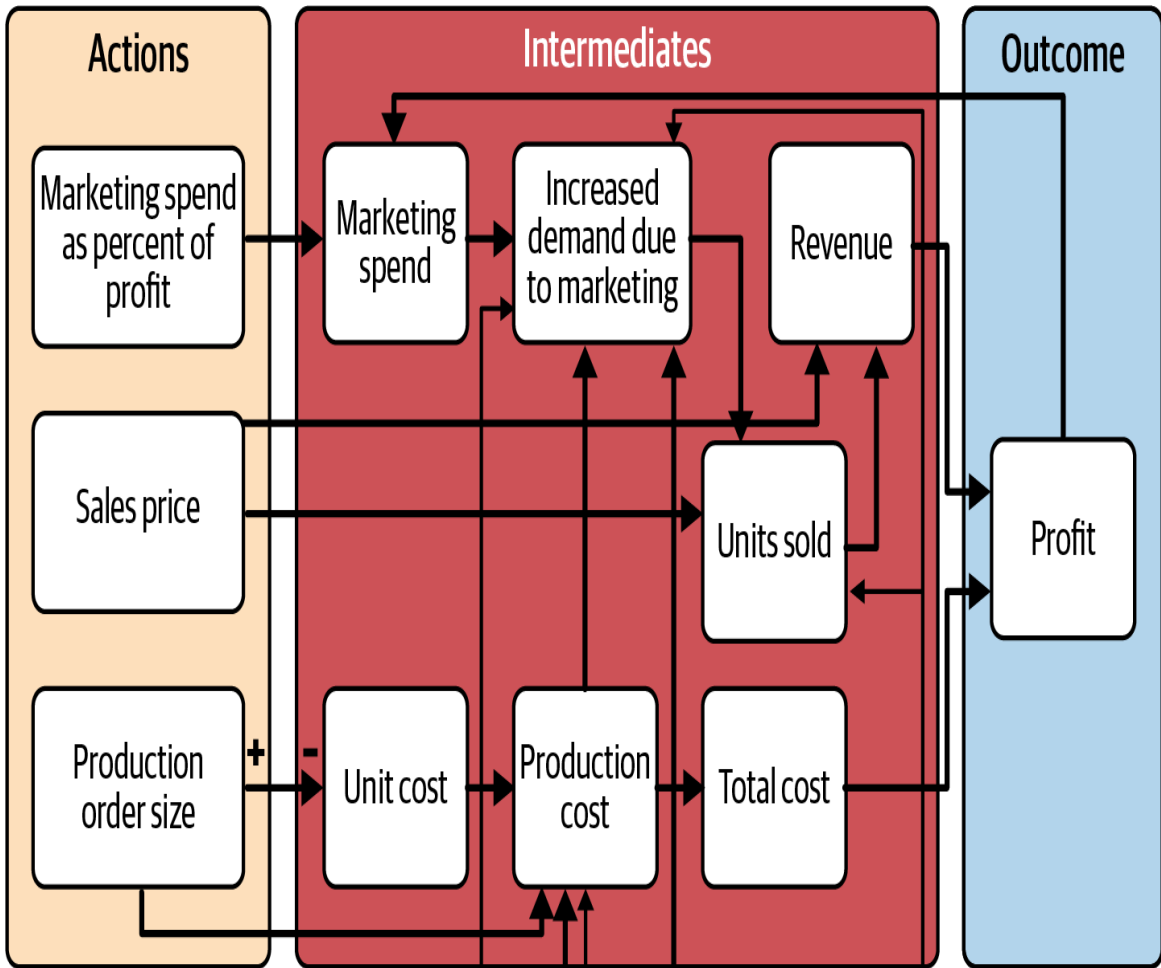 Actions
Intermediates
Outcome
Marketing spend
as percent of
profit
Marketing
spend
Increased
demand due
to marketing
Revenue
Sales price
Units sold
Profit
Production
order size
+
-
Unit cost
Production
cost
Total cost